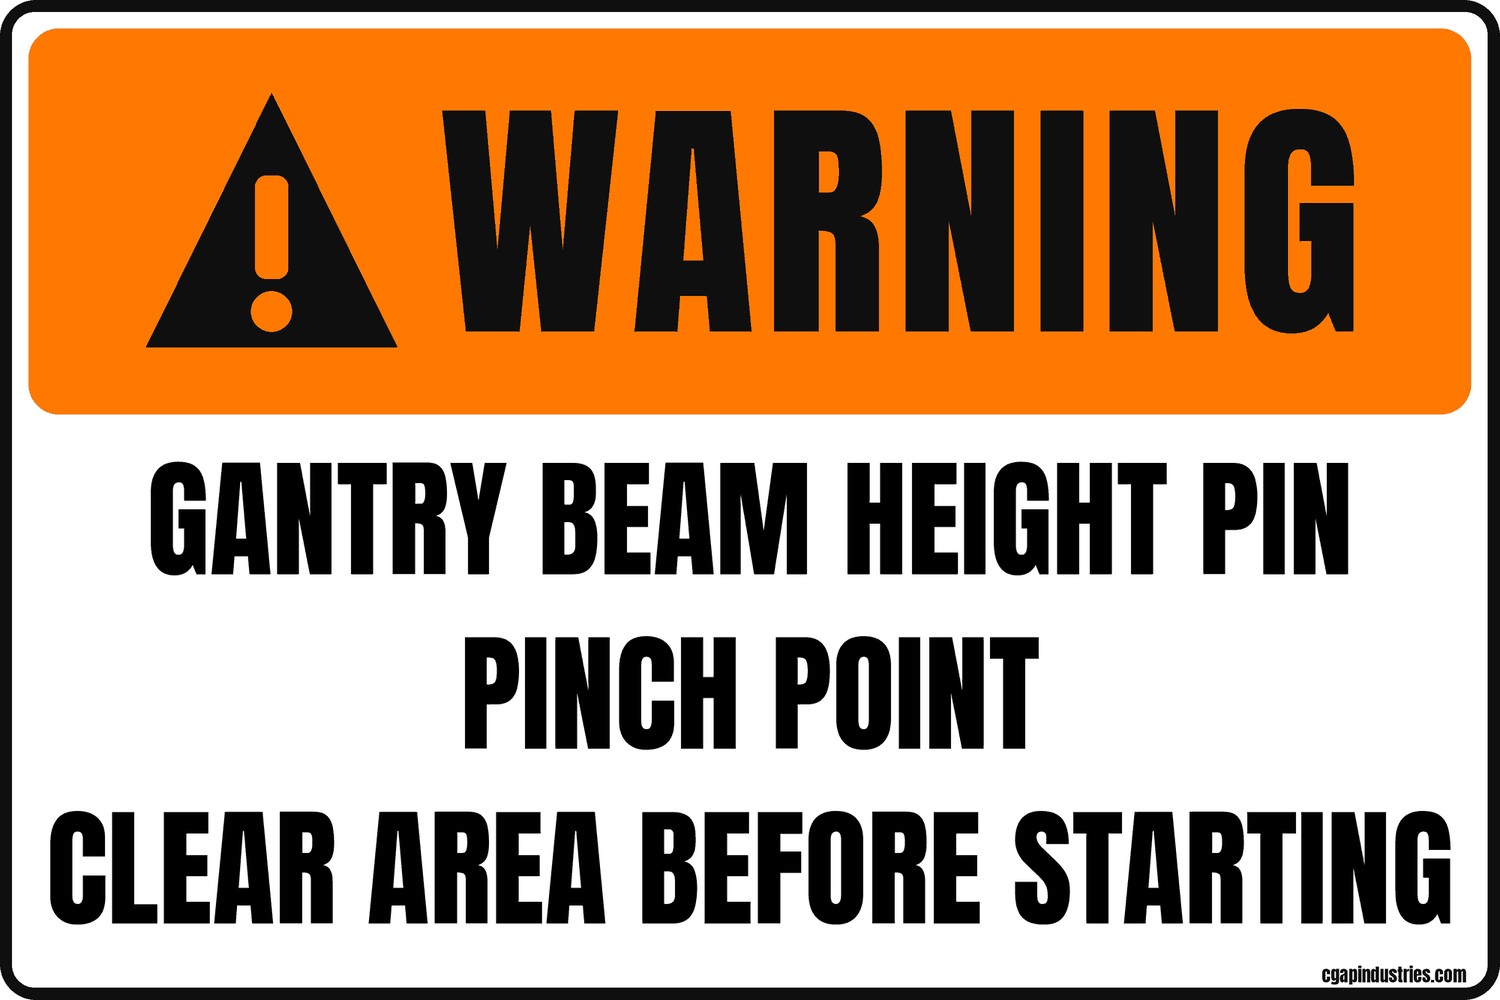 WARNING
GANTRY BEAM HEIGHT PIN
PINCH POINT
CLEAR AREA BEFORE STARTING
cgapindustries.com